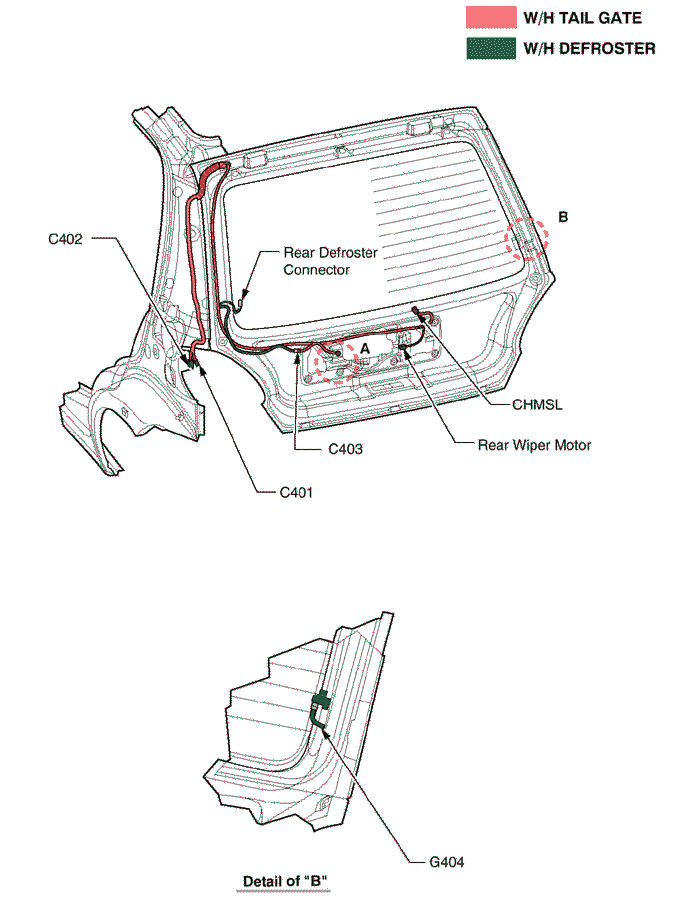 W/H TAIL GATE
W/H DEFROSTER
B
C402
Rear Defroster
Connector
A
CHMSL
Rear Wiper Motor
C403
C401
G404
Detail of "B"